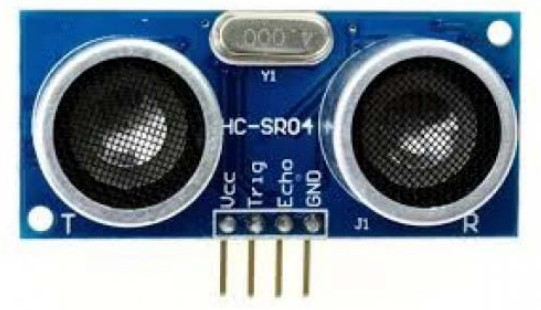 4.000
Y1
HC-SR04
Vcc
Trig
Echo
GND
T
J1
R